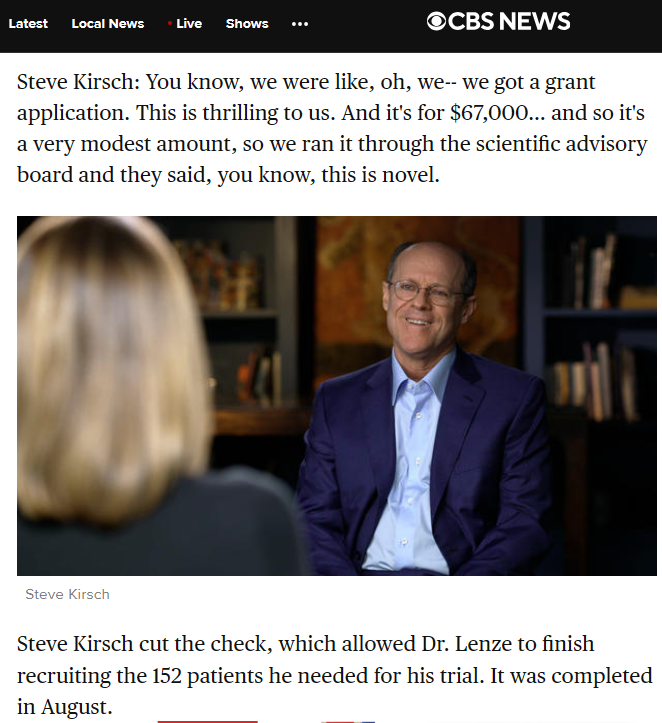 Latest Local News Live Shows ••• CBS NEWS
Steve Kirsch: You know, we were like, oh, we-- we got a grant
application. This is thrilling to us. And it's for $67,000... and so it's
a very modest amount, so we ran it through the scientific advisory
board and they said, you know, this is novel.
Steve Kirsch
Steve Kirsch cut the check, which allowed Dr. Lenze to finish
recruiting the 152 patients he needed for his trial. It was completed
in August.